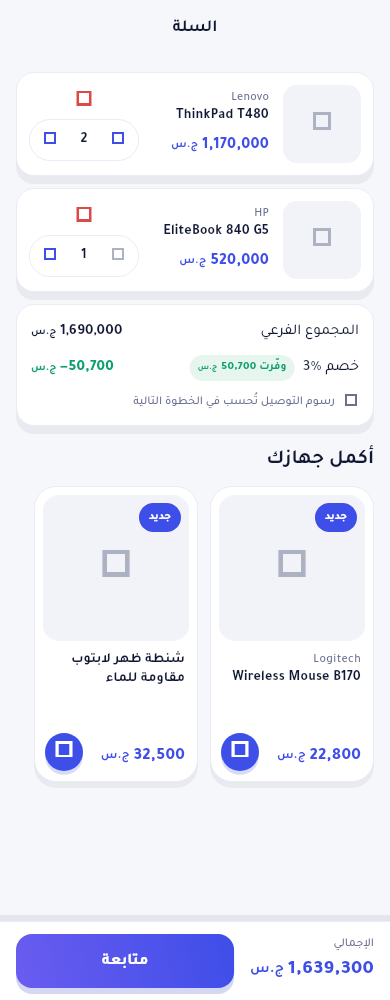 السلة
Lenovo
ThinkPad T480
1,170,000 ج.س
2
HP
EliteBook 840 G5
520,000 ج.س
1
المجموع الفرعي 1,690,000 ج.س
خصم 3% وفّرت 50,700 ج.س −50,700 ج.س
رسوم التوصيل تُحسب في الخطوة التالية
أكمل جهازك
جديد
Logitech
Wireless Mouse B170
22,800 ج.س
جديد
شنطة ظهر لابتوب
مقاومة للماء
32,500 ج.س
الإجمالي
1,639,300 ج.س
متابعة